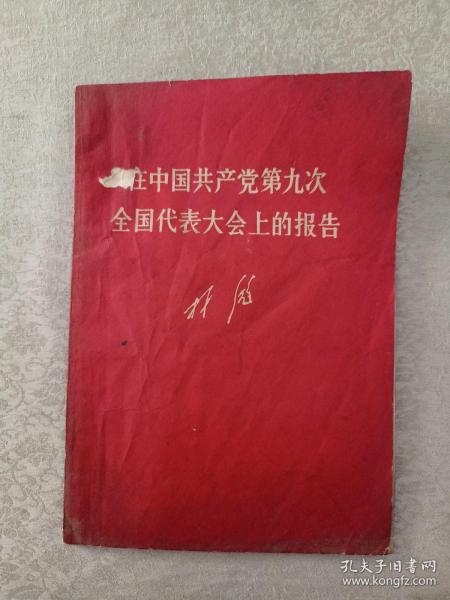 在中国共产党第九次
全国代表大会上的报告
林彪
孔夫子旧书网
www.kongfz.com